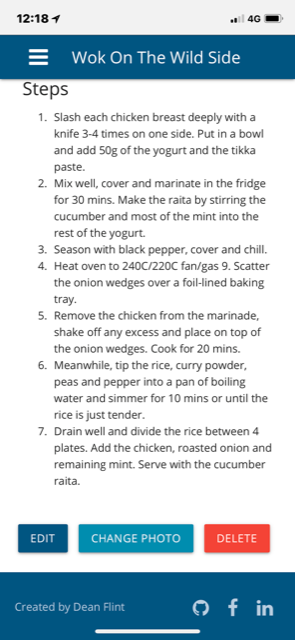 12:18
4G
Wok On The Wild Side
Steps
1. Slash each chicken breast deeply with a
knife 3-4 times on one side. Put in a bowl
and add 50g of the yogurt and the tikka
paste.
2. Mix well, cover and marinate in the fridge
for 30 mins. Make the raita by stirring the
cucumber and most of the mint into the
rest of the yogurt.
3. Season with black pepper, cover and chill.
4. Heat oven to 240C/220C fan/gas 9. Scatter
the onion wedges over a foil-lined baking
tray.
5. Remove the chicken from the marinade,
shake off any excess and place on top of
the onion wedges. Cook for 20 mins.
6. Meanwhile, tip the rice, curry powder,
peas and pepper into a pan of boiling
water and simmer for 10 mins or until the
rice is just tender.
7. Drain well and divide the rice between 4
plates. Add the chicken, roasted onion and
remaining mint. Serve with the cucumber
raita.
EDIT
CHANGE PHOTO
DELETE
Created by Dean Flint